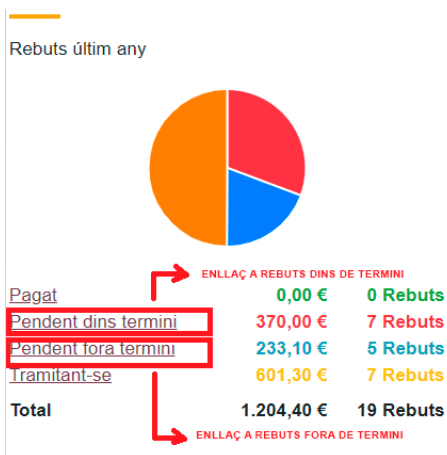 Rebuts últim any
ENLLAÇ A REBUTS DINS DE TERMINI
Pagat 0,00 € 0 Rebuts
Pendent dins termini 370,00 € 7 Rebuts
Pendent fora termini 233,10 € 5 Rebuts
Tramitant-se 601,30 € 7 Rebuts
Total 1.204,40 € 19 Rebuts
ENLLAÇ A REBUTS FORA DE TERMINI